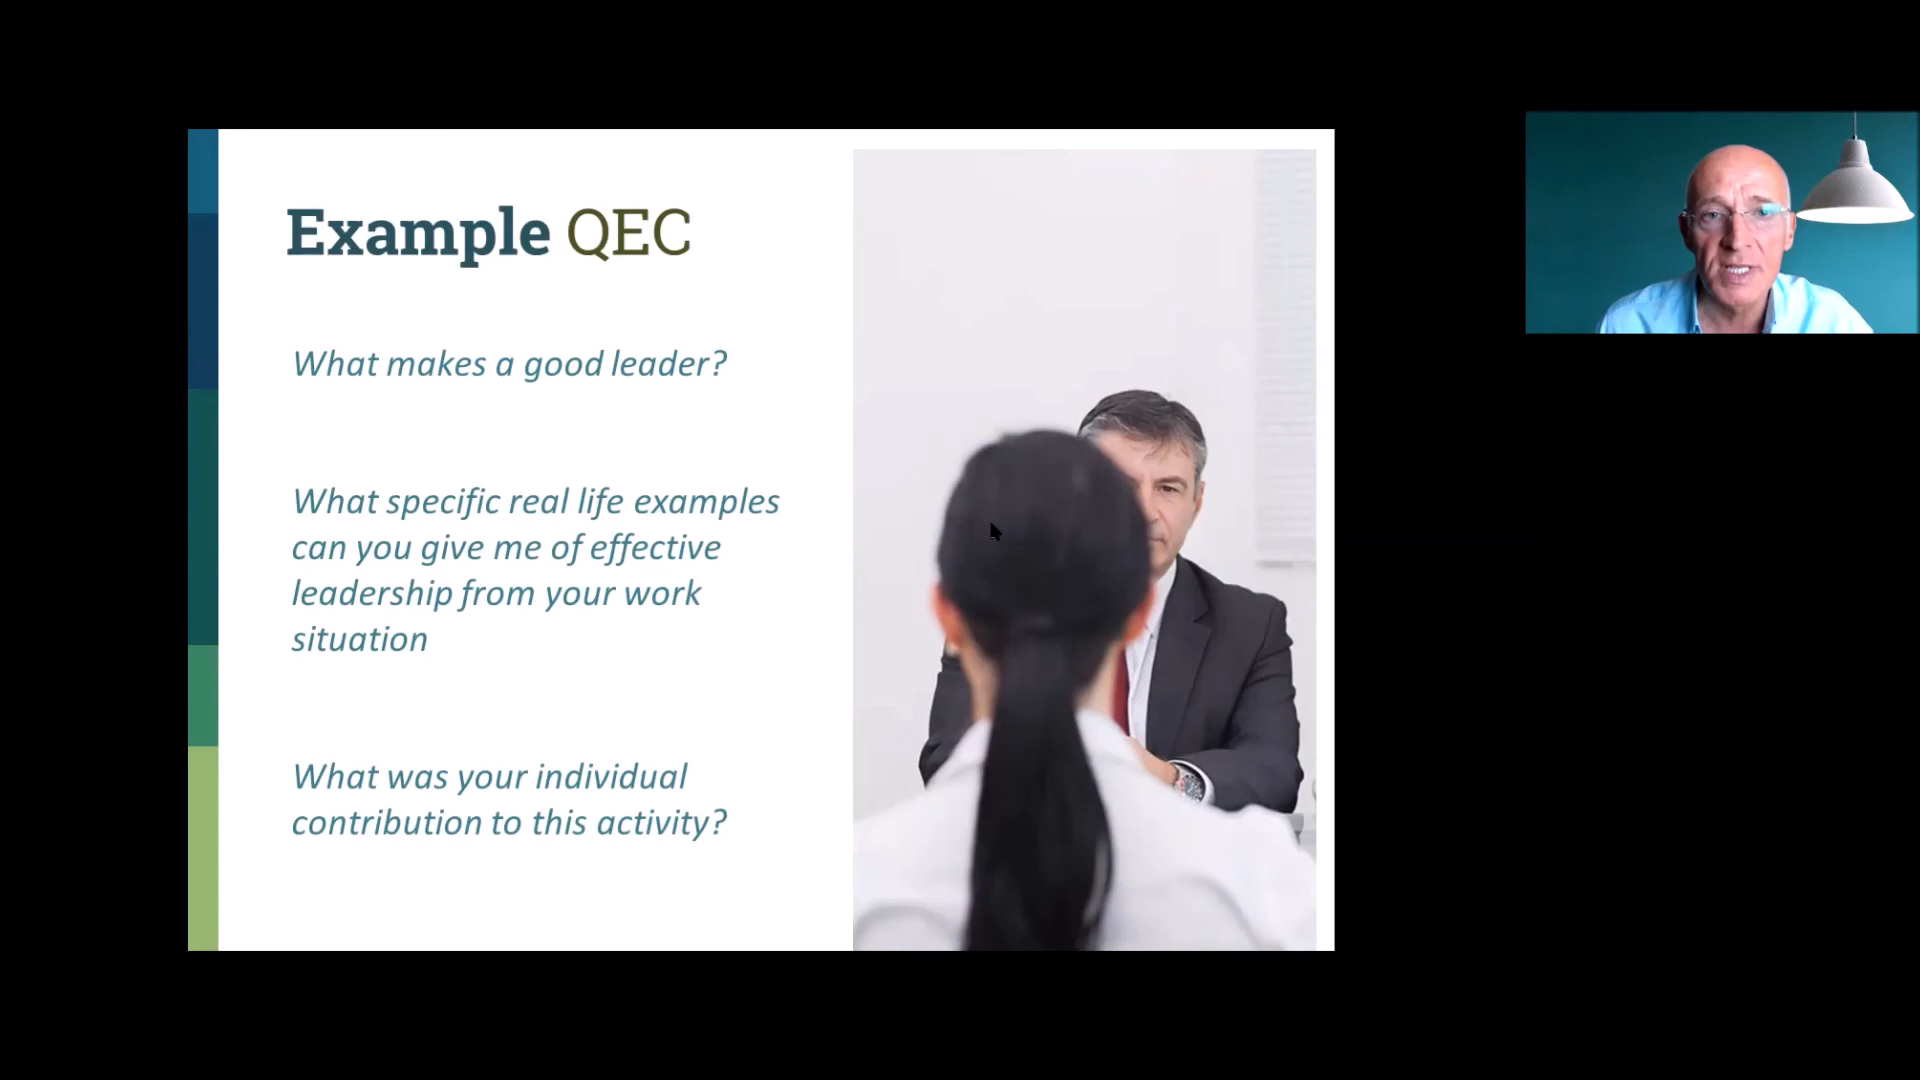 Example QEC
What makes a good leader?
What specific real life examples
can you give me of effective
leadership from your work
situation
What was your individual
contribution to this activity?